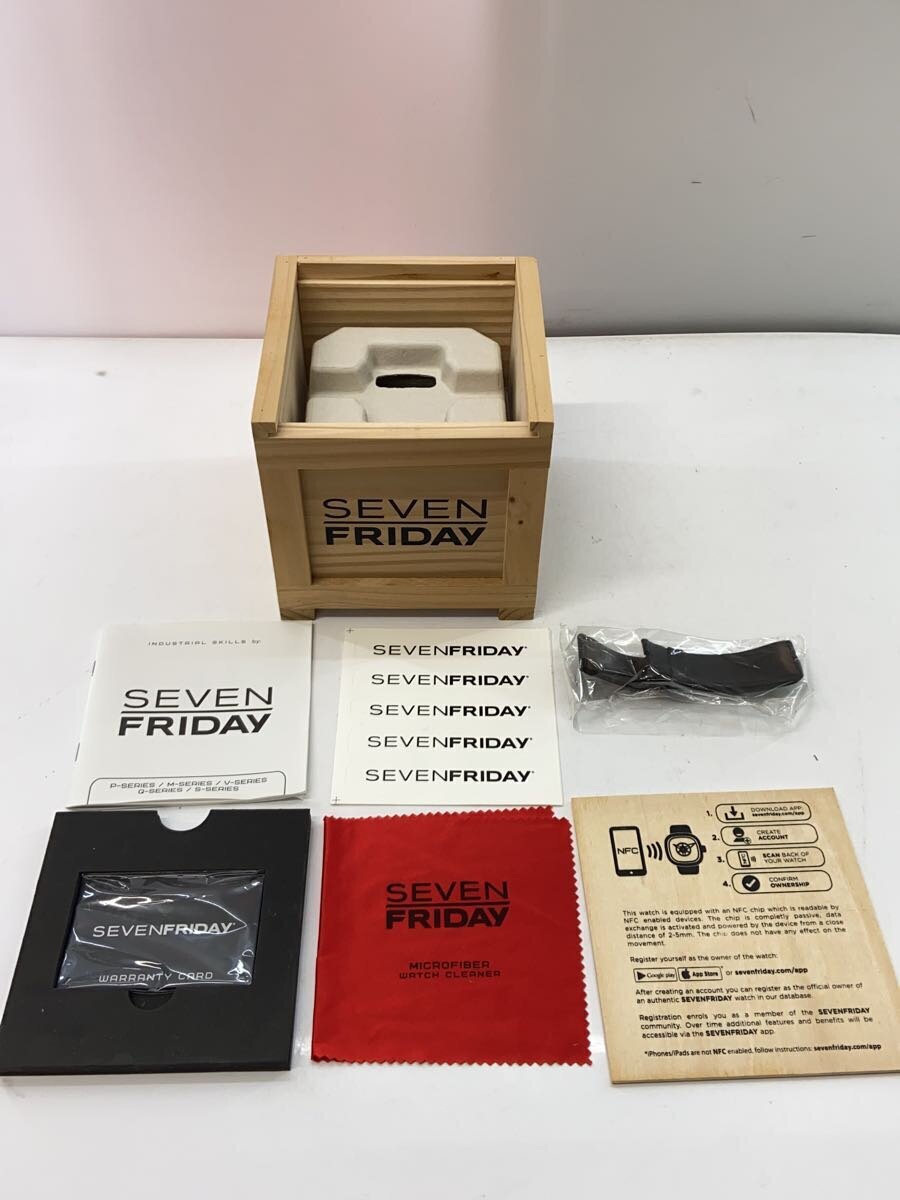 SEVEN
FRIDAY
INDUSTRIAL SKILLS by:
SEVEN
FRIDAY
P-SERIES / M-SERIES / V-SERIES
Q-SERIES / S-SERIES
SEVENFRIDAY®
SEVENFRIDAY®
SEVENFRIDAY®
SEVENFRIDAY®
SEVENFRIDAY®
SEVENFRIDAY®
WARRANTY CARD
SEVEN
FRIDAY
MICROFIBER
WATCH CLEANER
NFC
1. DOWNLOAD APP:
sevenfriday.com/app
2. CREATE
ACCOUNT
3. SCAN BACK OF
YOUR WATCH
4. CONFIRM
OWNERSHIP
This watch is equipped with an NFC chip which is readable by
NFC enabled devices. The chip is completly passive, data
exchange is activated and powered by the device from a close
distance of 2-5mm. The chip does not have any effect on the
movement.
Register yourself as the owner of the watch:
Google play App Store or sevenfriday.com/app
After creating an account you can register as the official owner of
an authentic SEVENFRIDAY watch in our database.
Registration enrols you as a member of the SEVENFRIDAY
community. Over time additional features and benefits will be
accessible via the SEVENFRIDAY app.
*iPhones/iPads are not NFC enabled, follow instructions: sevenfriday.com/app